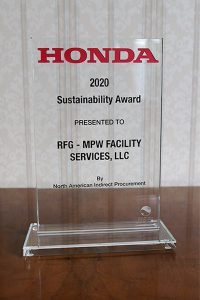 HONDA
2020
Sustainability Award
PRESENTED TO
RFG - MPW FACILITY
SERVICES, LLC
By
North American Indirect Procurement